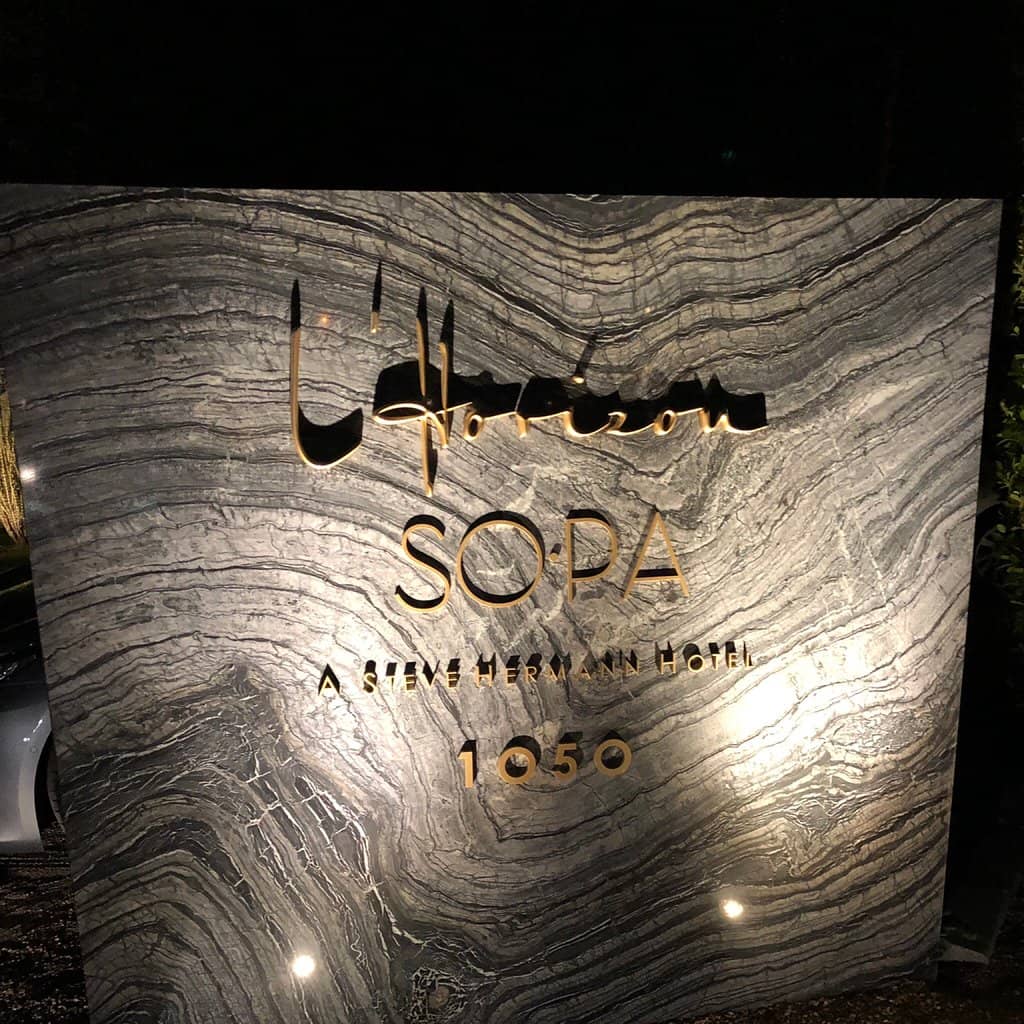 L'Horizon
SO·PA
A STEVE HERMANN HOTEL
1050